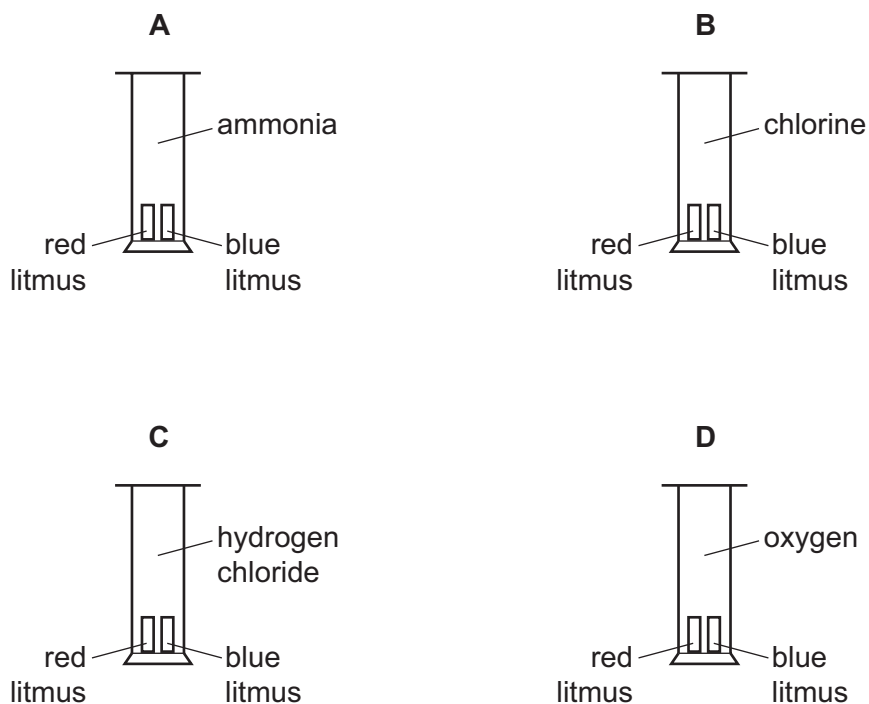 A
ammonia
red
litmus
blue
litmus
B
chlorine
red
litmus
blue
litmus
C
hydrogen
chloride
red
litmus
blue
litmus
D
oxygen
red
litmus
blue
litmus